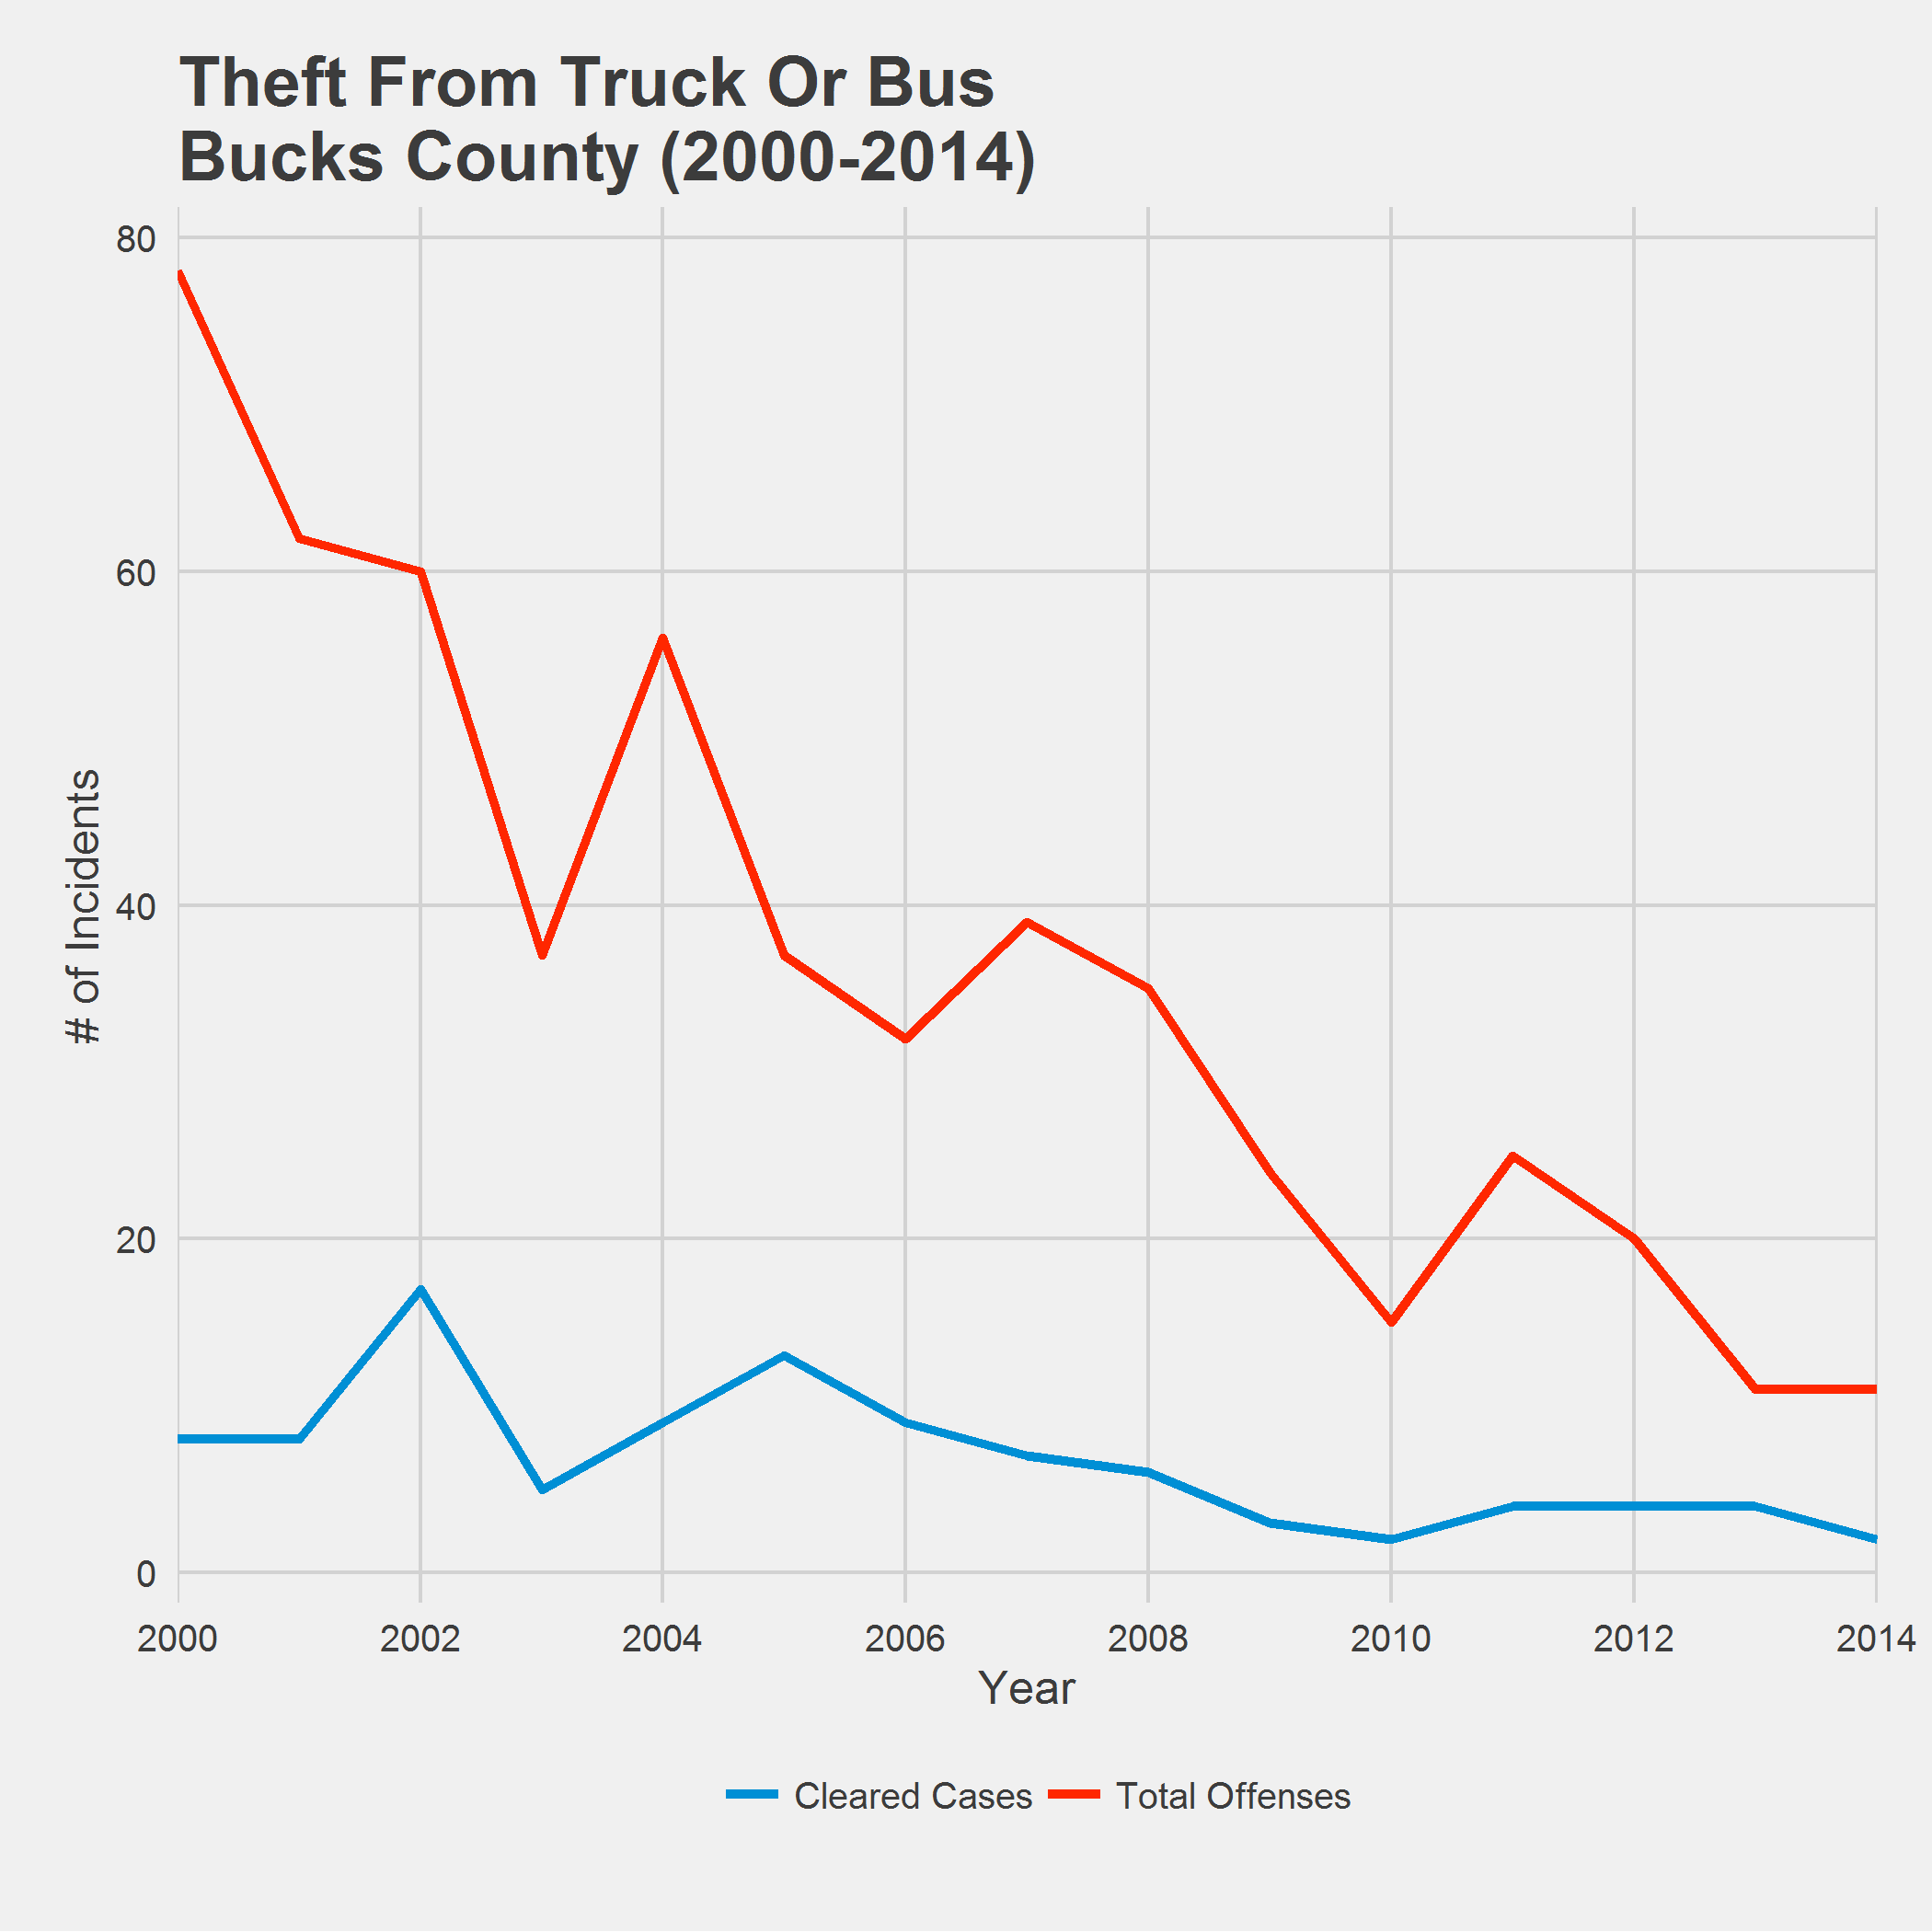 Theft From Truck Or Bus
Bucks County (2000-2014)
# of Incidents
80
60
40
20
0
2000 2002 2004 2006 2008 2010 2012 2014
Year
Cleared Cases Total Offenses